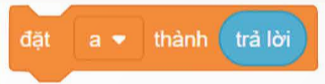 đặt a thành trả lời